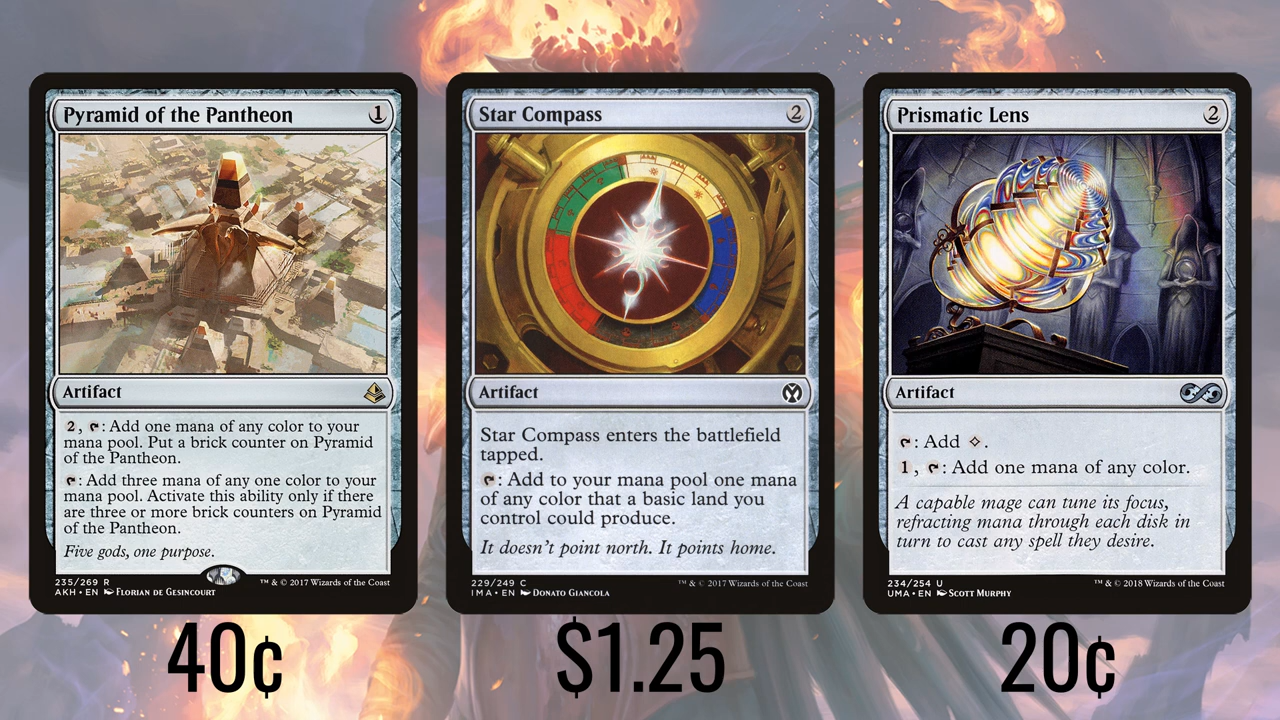 Pyramid of the Pantheon 1
Artifact
2, : Add one mana of any color to your
mana pool. Put a brick counter on Pyramid
of the Pantheon.
: Add three mana of any one color to your
mana pool. Activate this ability only if there
are three or more brick counters on Pyramid
of the Pantheon.
Five gods, one purpose.
235/269 R
™ & © 2017 Wizards of the Coast
AKH • EN Florian de Gesincourt
40¢
Star Compass 2
Artifact
Star Compass enters the battlefield
tapped.
: Add to your mana pool one mana
of any color that a basic land you
control could produce.
It doesn't point north. It points home.
229/249 C
™ & © 2017 Wizards of the Coast
IMA • EN Donato Giancola
$1.25
Prismatic Lens 2
Artifact
: Add .
1, : Add one mana of any color.
A capable mage can tune its focus,
refracting mana through each disk in
turn to cast any spell they desire.
234/254 U
™ & © 2018 Wizards of the Coast
UMA • EN Scott Murphy
20¢